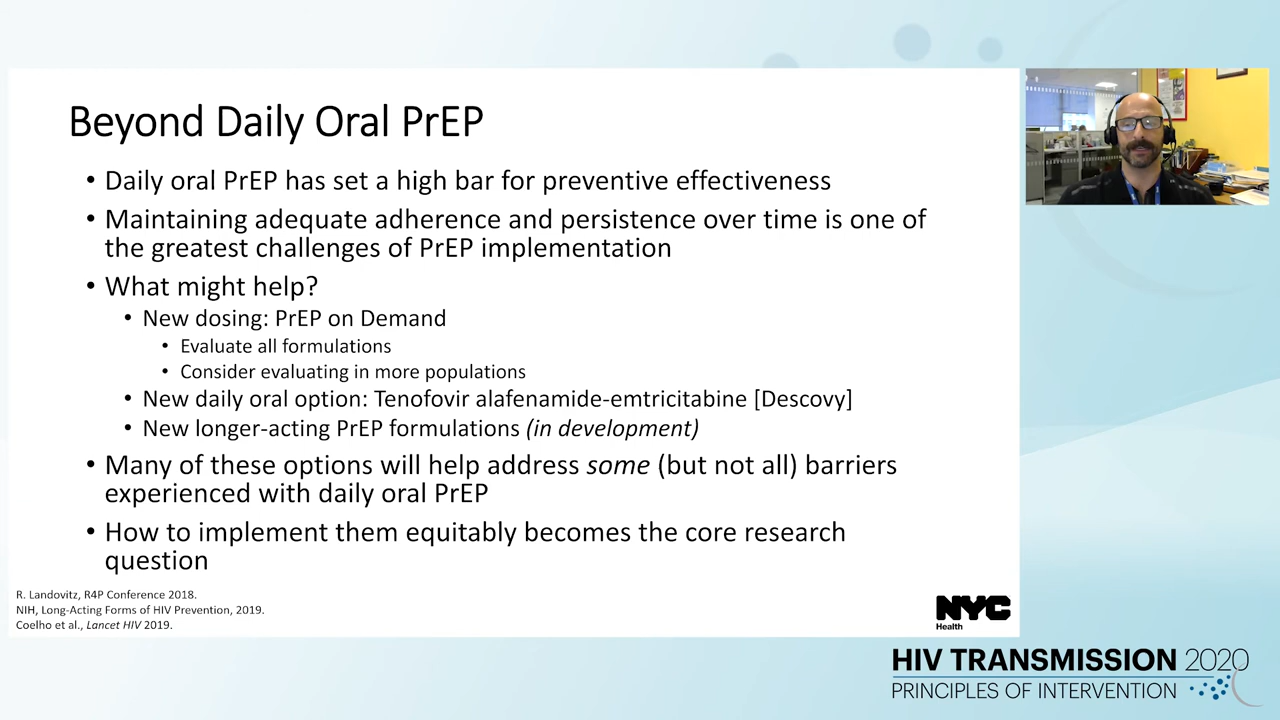 Beyond Daily Oral PrEP
• Daily oral PrEP has set a high bar for preventive effectiveness
• Maintaining adequate adherence and persistence over time is one of
the greatest challenges of PrEP implementation
• What might help?
• New dosing: PrEP on Demand
• Evaluate all formulations
• Consider evaluating in more populations
• New daily oral option: Tenofovir alafenamide-emtricitabine [Descovy]
• New longer-acting PrEP formulations (in development)
• Many of these options will help address some (but not all) barriers
experienced with daily oral PrEP
• How to implement them equitably becomes the core research
question
R. Landovitz, R4P Conference 2018.
NIH, Long-Acting Forms of HIV Prevention, 2019.
Coelho et al., Lancet HIV 2019.
NYC
Health
HIV TRANSMISSION 2020
PRINCIPLES OF INTERVENTION